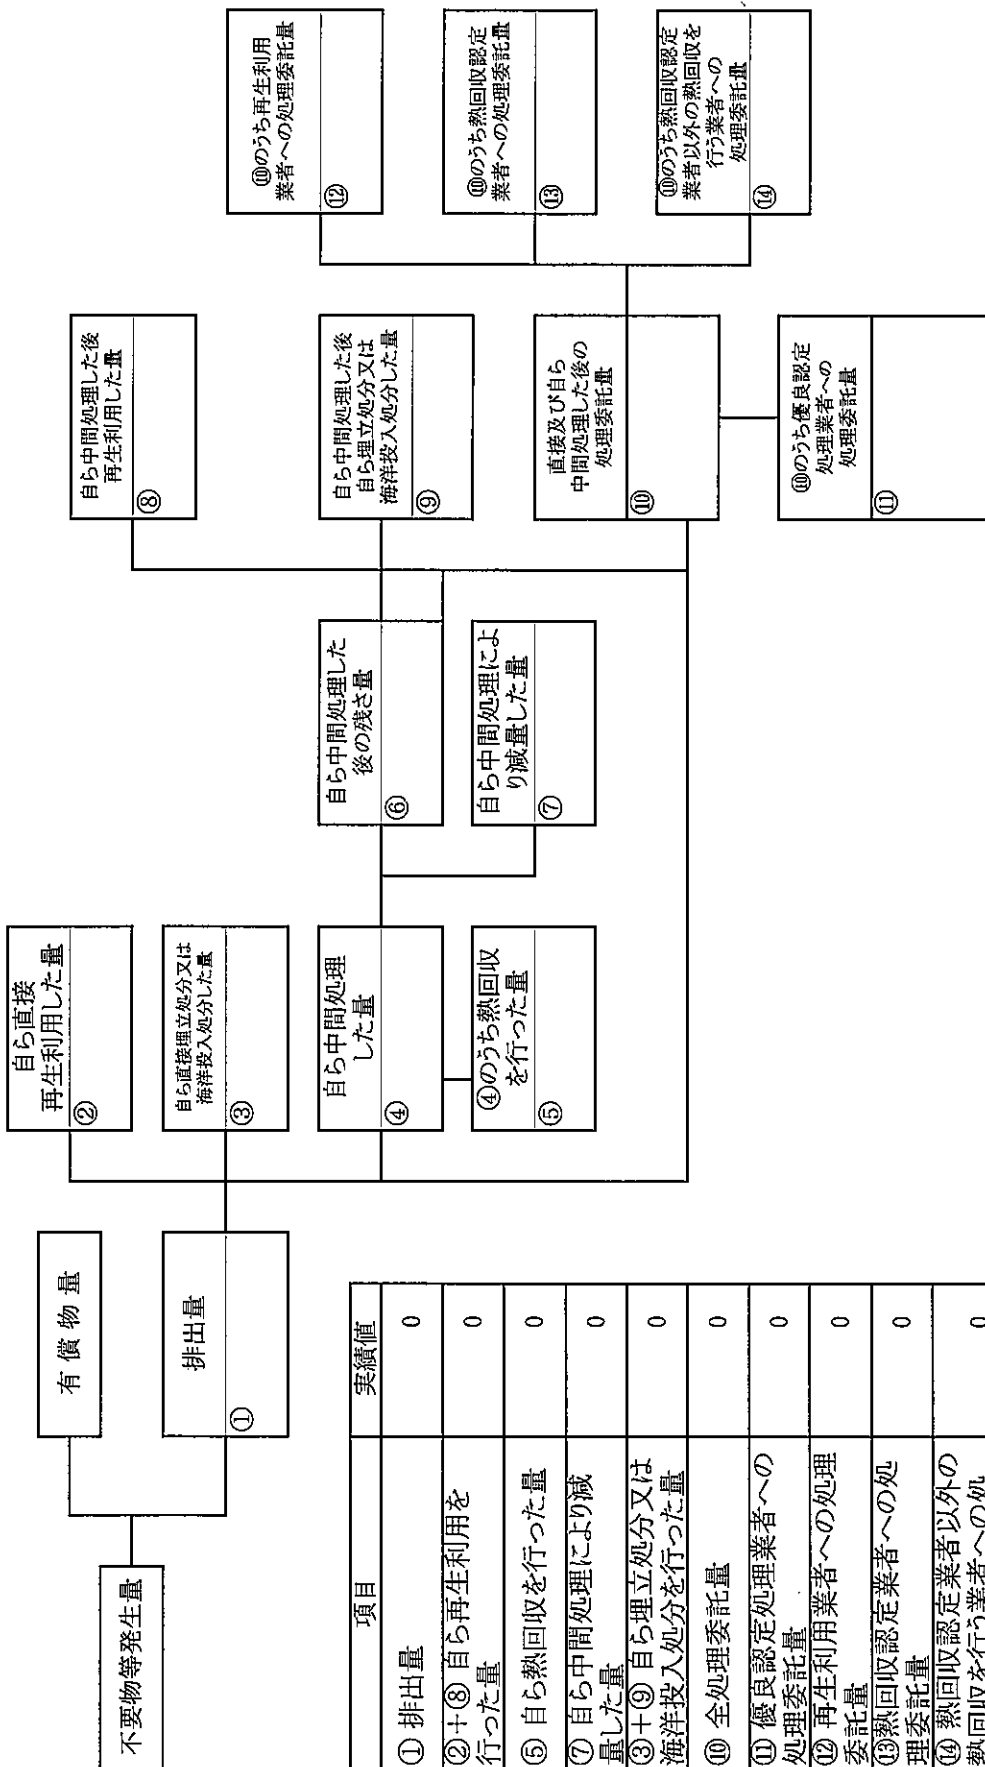 不要物等発生量
有償物量
排出量
①
自ら直接
再生利用した量
②
自ら直接埋立処分又は
海洋投入処分した量
③
自ら中間処理
した量
④
④のうち熱回収
を行った量
⑤
自ら中間処理した
後の残さ量
⑥
自ら中間処理によ
り減量した量
⑦
自ら中間処理した後
再生利用した量
⑧
自ら中間処理した後
自ら埋立処分又は
海洋投入処分した量
⑨
直接及び自ら
中間処理した後の
処理委託量
⑩
⑩のうち優良認定
処理業者への
処理委託量
⑪
⑩のうち再生利用
業者への処理委託量
⑫
⑩のうち熱回収認定
業者への処理委託量
⑬
⑩のうち熱回収認定
業者以外の熱回収を
行う業者への
処理委託量
⑭
項目 実績値
① 排出量 0
②+⑧ 自ら再生利用を
行った量 0
⑤ 自ら熱回収を行った量 0
⑦ 自ら中間処理により減
量した量 0
③+⑨ 自ら埋立処分又は
海洋投入処分を行った量 0
⑩ 全処理委託量 0
⑪ 優良認定処理業者への
処理委託量 0
⑫ 再生利用業者への処理
委託量 0
⑬熱回収認定業者への処
理委託量 0
⑭ 熱回収認定業者以外の
熱回収を行う業者への処 0